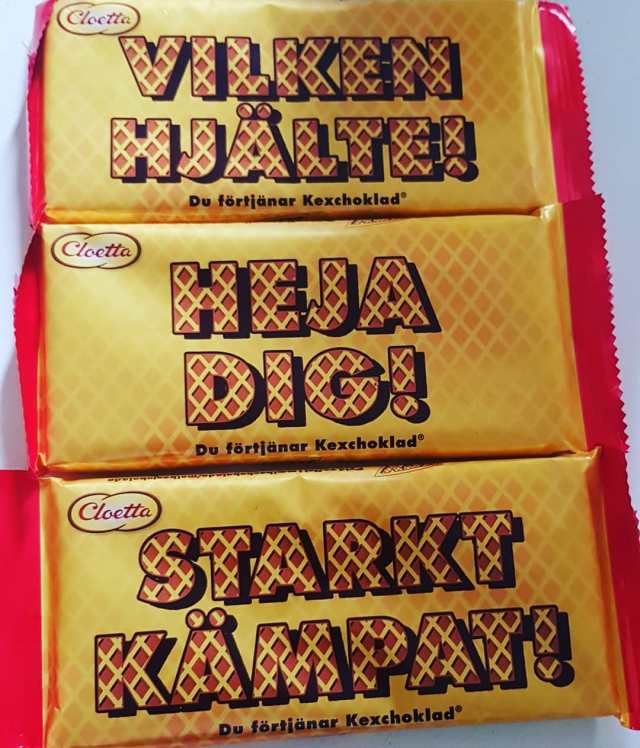 Cloetta
VILKEN
HJÄLTE!
Du förtjänar Kexchoklad®
Cloetta
HEJA
DIG!
Du förtjänar Kexchoklad®
Cloetta
STARKT
KÄMPAT!
Du förtjänar Kexchoklad®